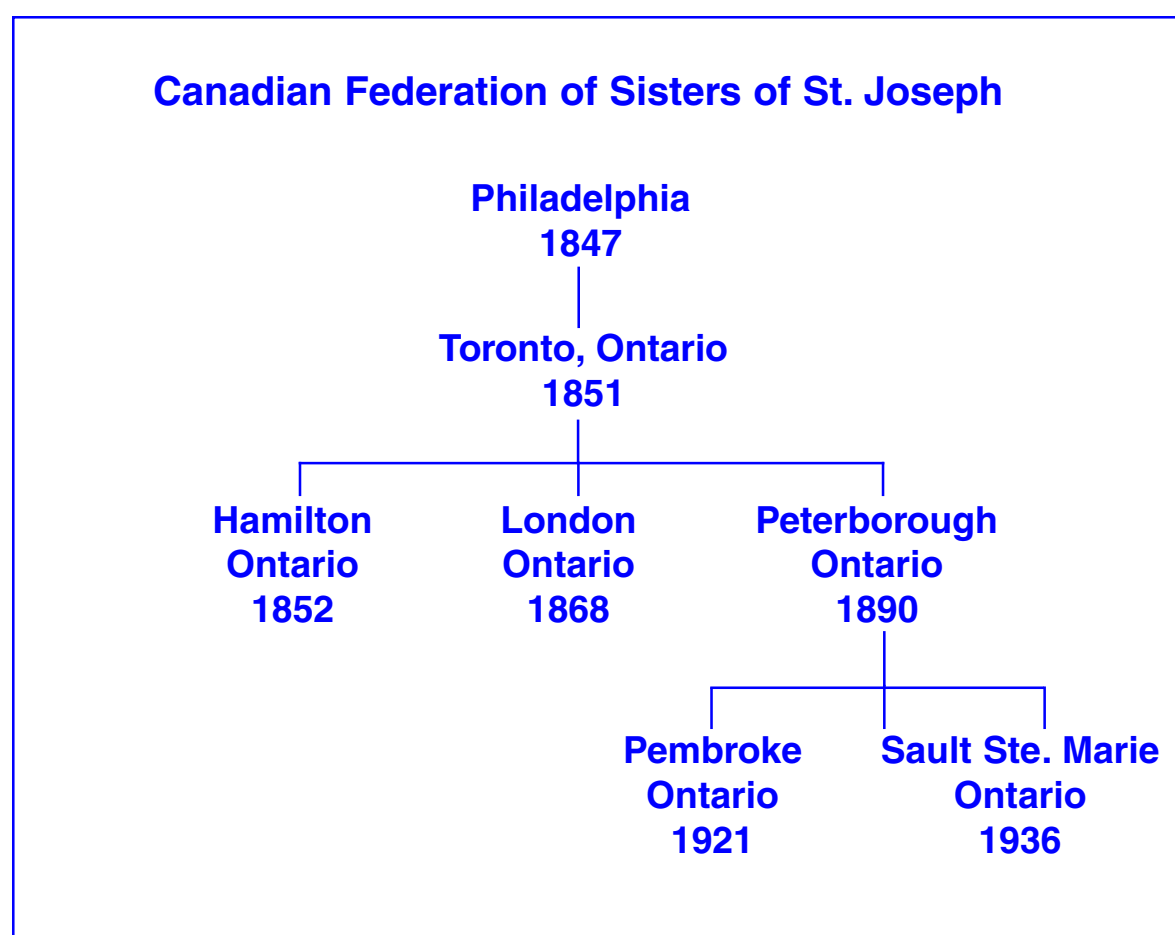 Canadian Federation of Sisters of St. Joseph
Philadelphia
1847
Toronto, Ontario
1851
Hamilton
Ontario
1852
London
Ontario
1868
Peterborough
Ontario
1890
Pembroke
Ontario
1921
Sault Ste. Marie
Ontario
1936